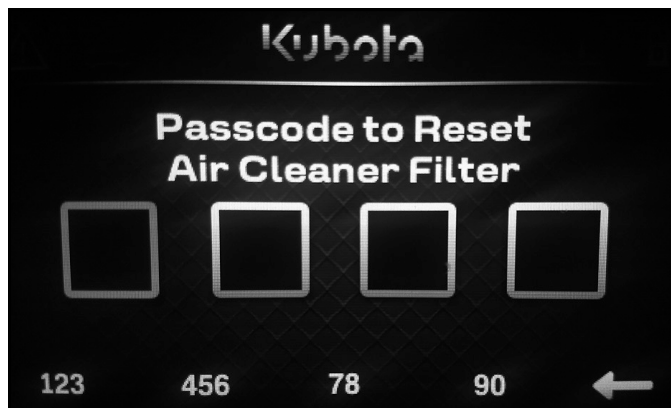 Kubota
Passcode to Reset
Air Cleaner Filter
123 456 78 90